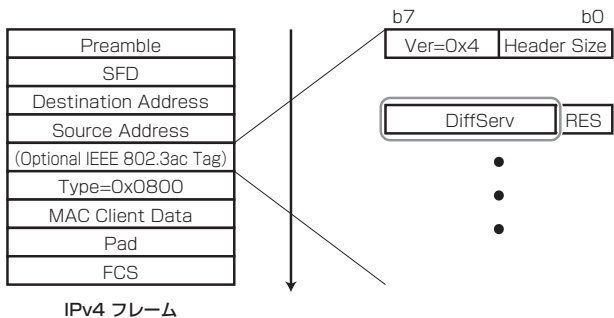 Preamble
SFD
Destination Address
Source Address
(Optional IEEE 802.3ac Tag)
Type=0x0800
MAC Client Data
Pad
FCS
IPv4 フレーム
b7 b0
Ver=0x4 Header Size
DiffServ RES